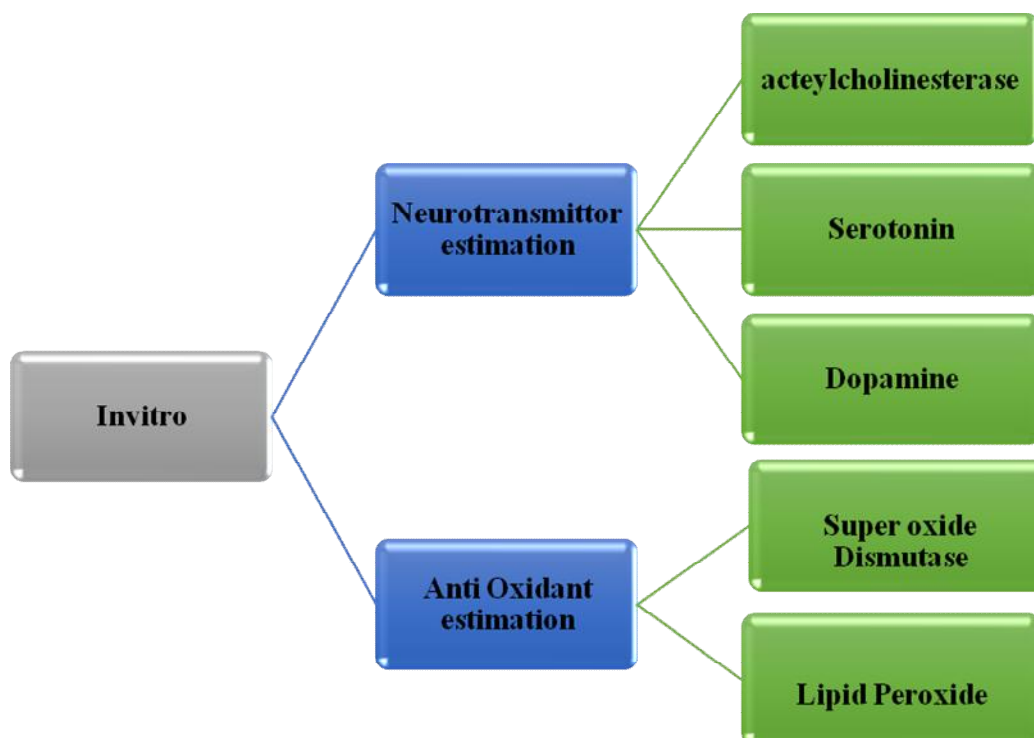 acteylcholinesterase
Neurotransmittor
estimation
Serotonin
Dopamine
Invitro
Super oxide
Dismutase
Anti Oxidant
estimation
Lipid Peroxide